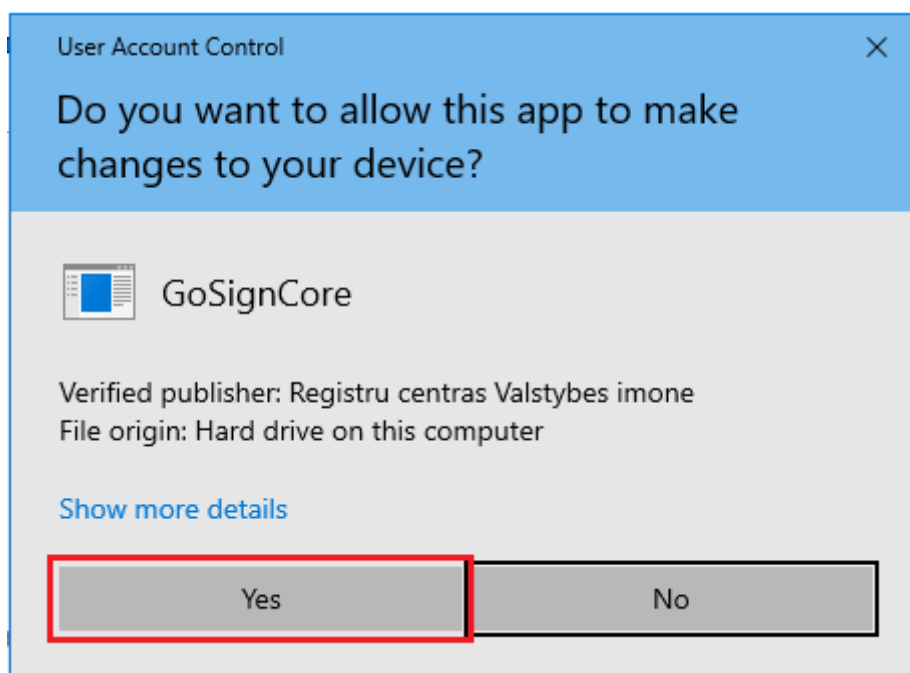 User Account Control
Do you want to allow this app to make
changes to your device?
GoSignCore
Verified publisher: Registru centras Valstybes imone
File origin: Hard drive on this computer
Show more details
Yes
No